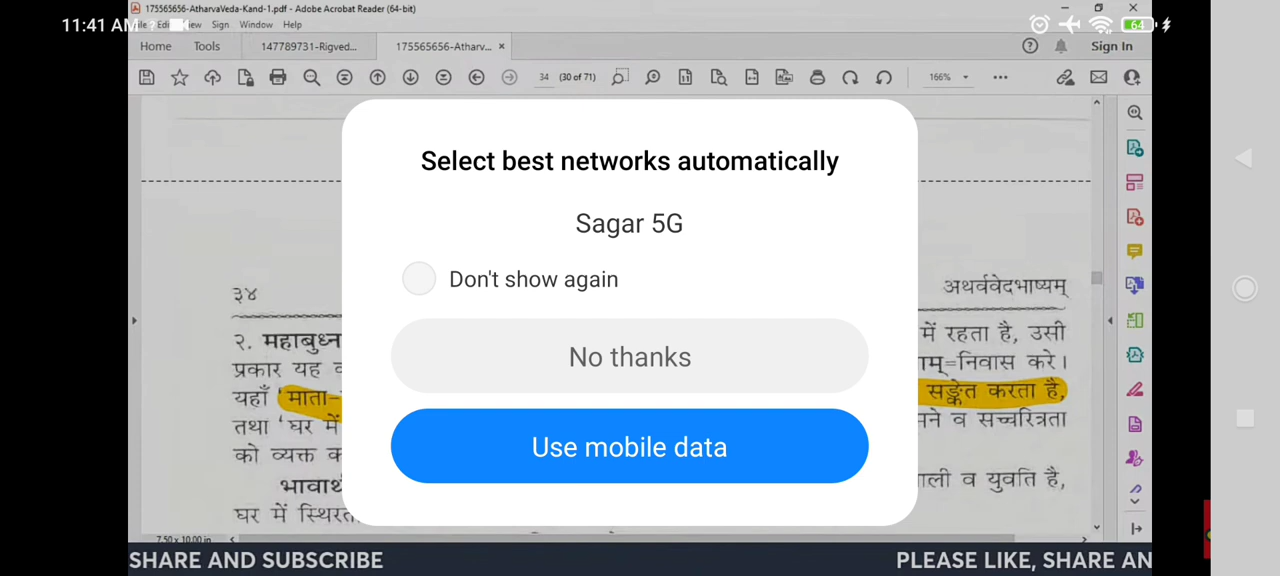 175565656-AtharvaVeda-Kand-1.pdf - Adobe Acrobat Reader (64-bit)
11:41 AM
Sign Window Help
64
Home Tools 147789731-Rigved... 175565656-Atharv... × Sign In
34 (30 of 71) 166%
Select best networks automatically
Sagar 5G
Don't show again
No thanks
Use mobile data
३४ अथर्ववेदभाष्यम्
२. महाबुध्न में रहता है, उसी
प्रकार यह =निवास करे।
यहाँ 'माता- सङ्केत करता है,
तथा 'घर में व सच्चरित्रता
को व्यक्त
भावार्थ व युवति है,
घर में स्थिरत
7.50 x 10.00 in
SHARE AND SUBSCRIBE PLEASE LIKE, SHARE AN